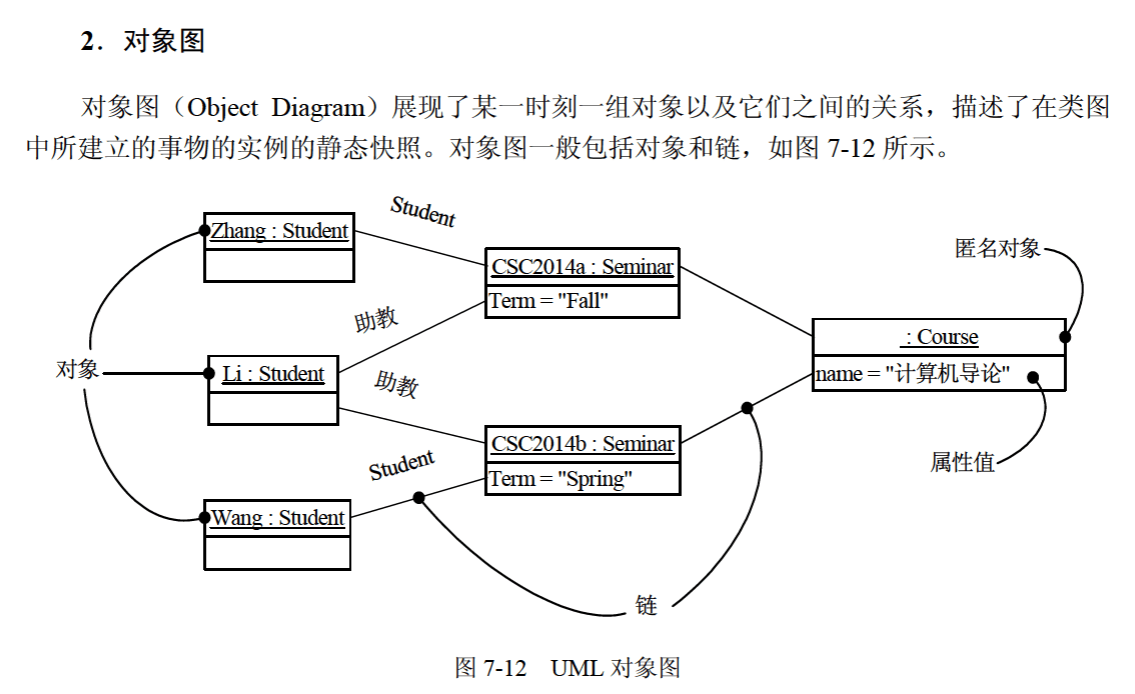 2．对象图
对象图（Object Diagram）展现了某一时刻一组对象以及它们之间的关系，描述了在类图
中所建立的事物的实例的静态快照。对象图一般包括对象和链，如图 7-12 所示。
Student
Zhang : Student
CSC2014a : Seminar
匿名对象
Term = "Fall"
助教
: Course
对象
Li : Student
助教
name = "计算机导论"
CSC2014b : Seminar
Student
属性值
Term = "Spring"
Wang : Student
链
图 7-12 UML 对象图